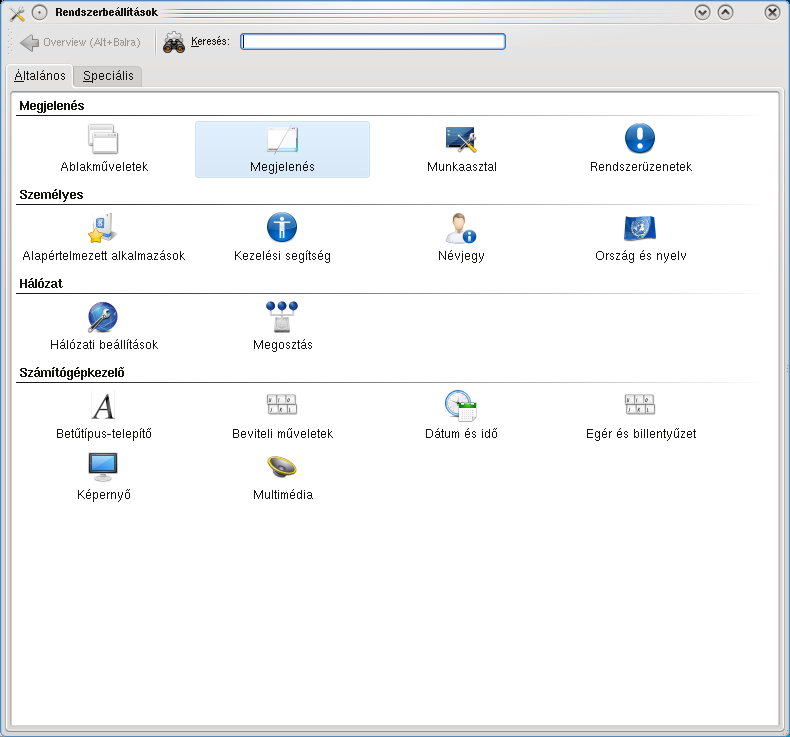 Rendszerbeállítások
Overview (Alt+Balra) Keresés:
Általános Speciális
Megjelenés
Ablakműveletek Megjelenés Munkaasztal Rendszerüzenetek
Személyes
Alapértelmezett alkalmazások Kezelési segítség Névjegy Ország és nyelv
Hálózat
Hálózati beállítások Megosztás
Számítógépkezelő
Betűtípus-telepítő Beviteli műveletek Dátum és idő Egér és billentyűzet
Képernyő Multimédia